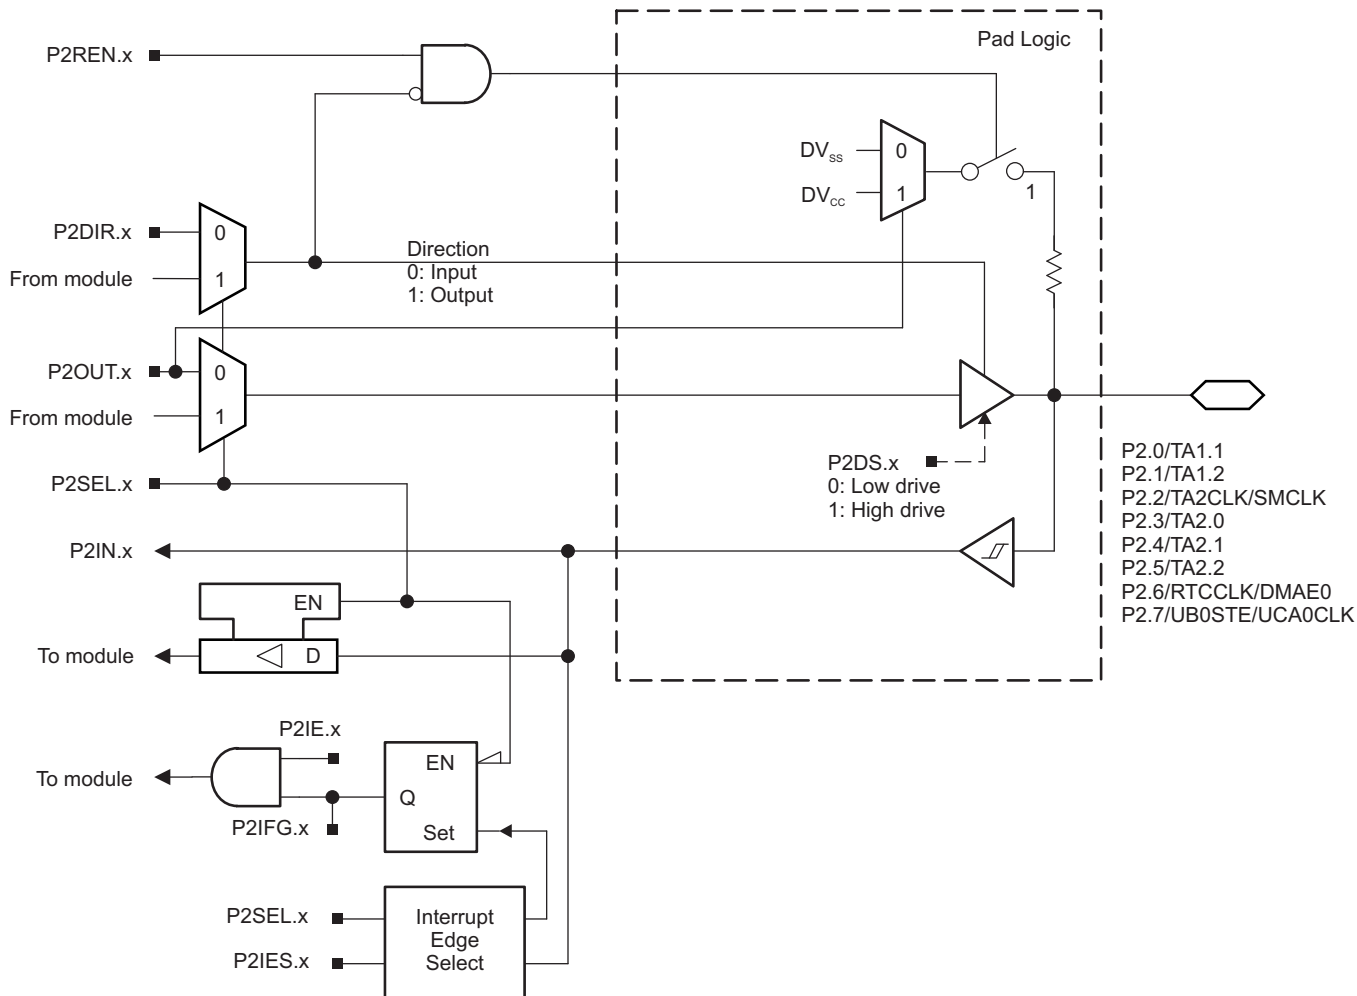 Pad Logic
P2REN.x
DVss
0
DVcc
1
1
P2DIR.x
0
From module
1
Direction
0: Input
1: Output
P2OUT.x
0
From module
1
P2SEL.x
P2DS.x
0: Low drive
1: High drive
P2.0/TA1.1
P2.1/TA1.2
P2.2/TA2CLK/SMCLK
P2.3/TA2.0
P2.4/TA2.1
P2.5/TA2.2
P2.6/RTCCLK/DMAE0
P2.7/UB0STE/UCA0CLK
P2IN.x
EN
To module
D
P2IE.x
EN
To module
Q
P2IFG.x
Set
P2SEL.x
P2IES.x
Interrupt
Edge
Select